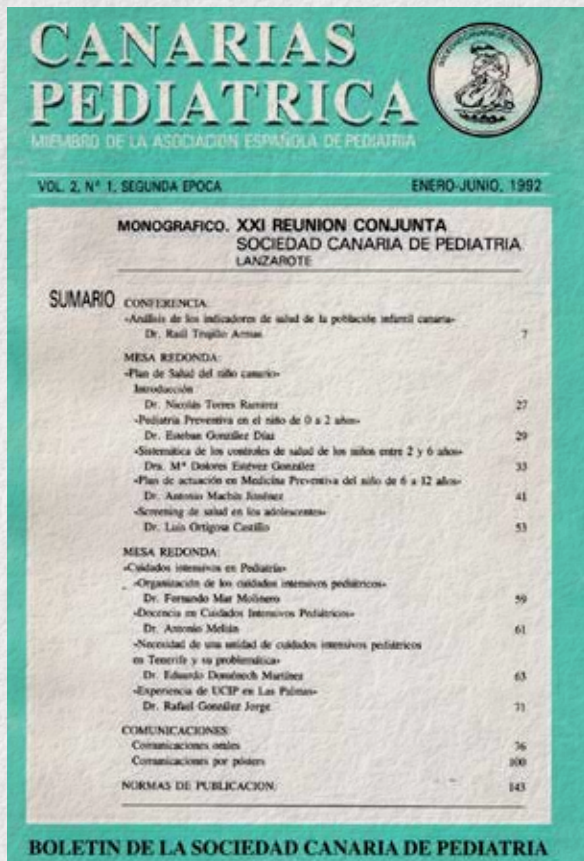 CANARIAS
PEDIATRICA
MIEMBRO DE LA ASOCIACION ESPAÑOLA DE PEDIATRIA
VOL. 2, Nº 1, SEGUNDA EPOCA ENERO-JUNIO, 1992
MONOGRAFICO. XXI REUNION CONJUNTA
SOCIEDAD CANARIA DE PEDIATRIA
LANZAROTE
SUMARIO CONFERENCIA:
«Análisis de los indicadores de salud de la población infantil canaria»
Dr. Raúl Trujillo Armas 7
MESA REDONDA:
«Plan de Salud del niño canario»
Introducción
Dr. Nicolás Torres Ramírez 27
«Pediatría Preventiva en el niño de 0 a 2 años»
Dr. Esteban González Díaz 29
«Sistemática de los controles de salud de los niños entre 2 y 6 años»
Dra. Mª Dolores Estévez González 33
«Plan de actuación en Medicina Preventiva del niño de 6 a 12 años»
Dr. Antonio Machín Jiménez 41
«Screening de salud en los adolescentes»
Dr. Luis Ortigosa Castillo 53
MESA REDONDA:
«Cuidados intensivos en Pediatría»
«Organización de los cuidados intensivos pediátricos»
Dr. Fernando Mar Molinero 59
«Docencia en Cuidados Intensivos Pediátricos»
Dr. Antonio Melián 61
«Necesidad de una unidad de cuidados intensivos pediátricos
en Tenerife y su problemática»
Dr. Eduardo Doménech Martínez 63
«Experiencia de UCIP en Las Palmas»
Dr. Rafael González Jorge 71
COMUNICACIONES:
Comunicaciones orales 76
Comunicaciones por pósters 100
NORMAS DE PUBLICACION: 143
BOLETIN DE LA SOCIEDAD CANARIA DE PEDIATRIA